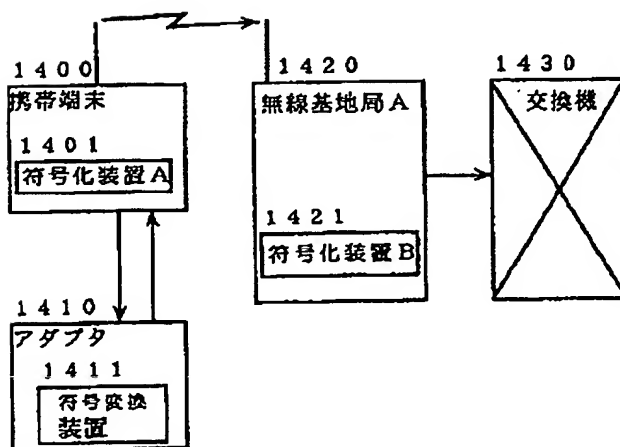 1400
携帯端末
1401
符号化装置A
1410
アダプタ
1411
符号変換
装置
1420
無線基地局A
1421
符号化装置B
1430
交換機